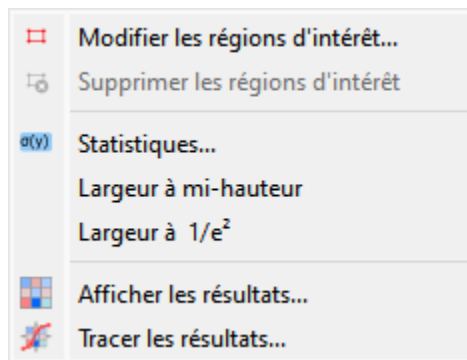 Modifier les régions d'intérêt...
Supprimer les régions d'intérêt
σ(y) Statistiques...
Largeur à mi-hauteur
Largeur à 1/e²
Afficher les résultats...
Tracer les résultats...